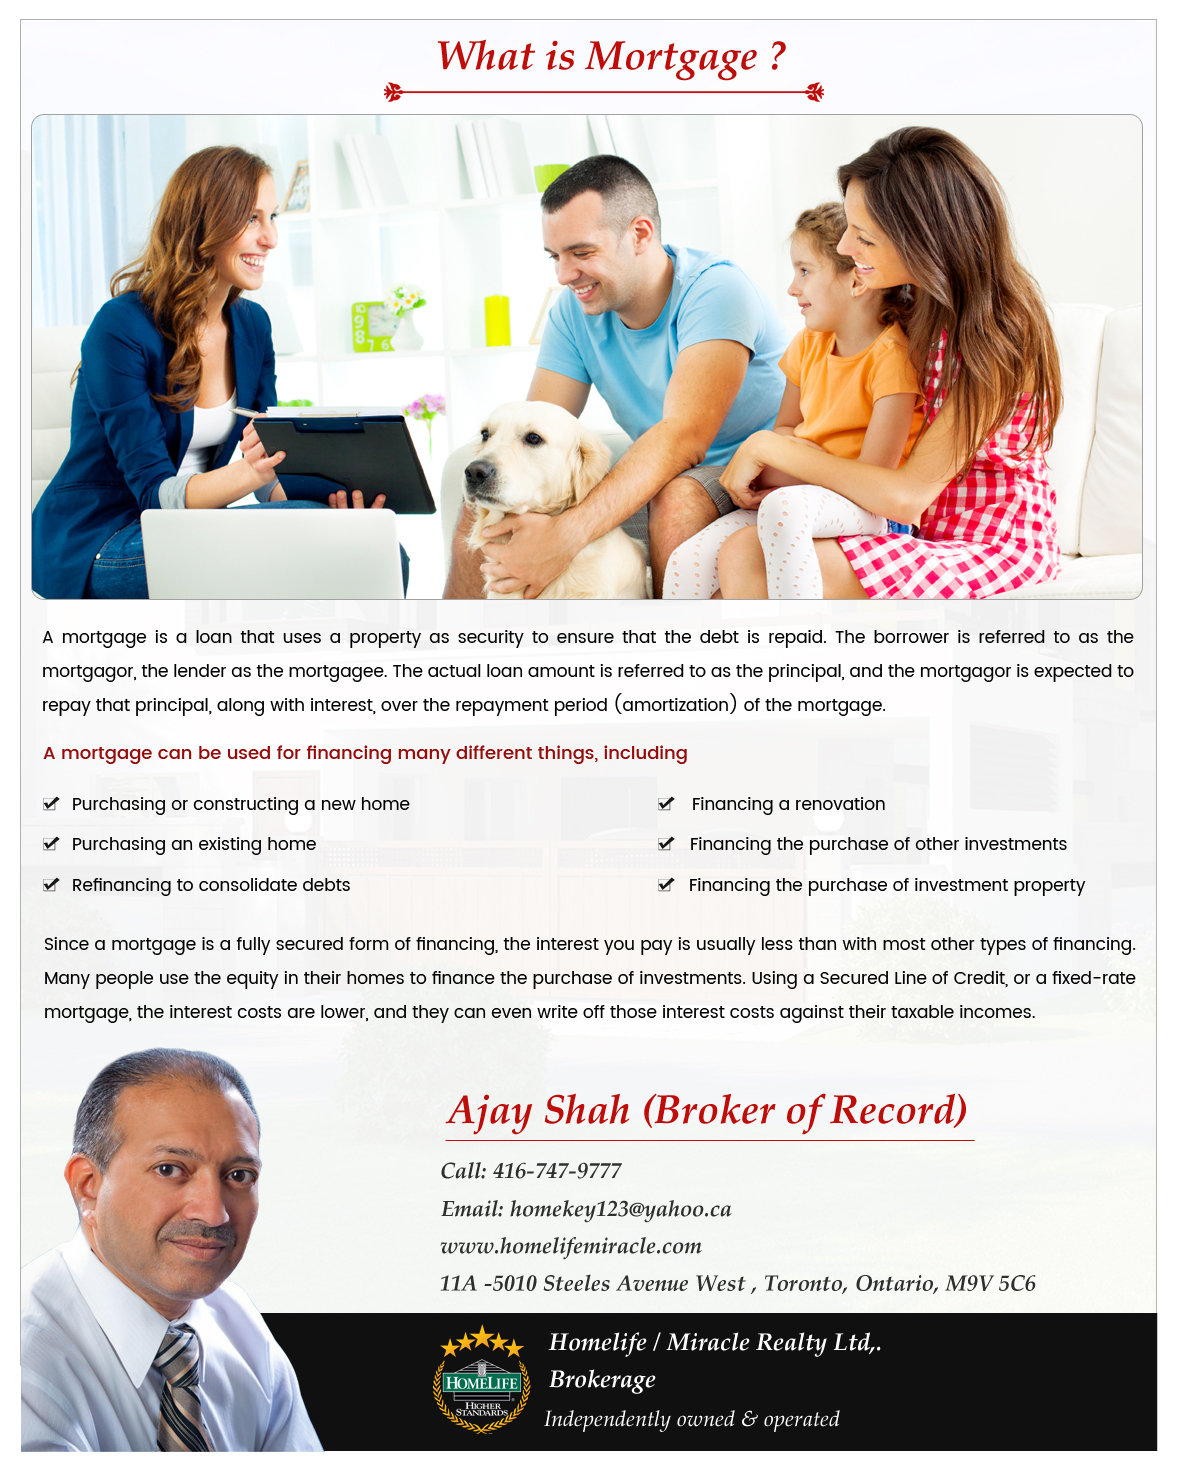 What is Mortgage ?
A mortgage is a loan that uses a property as security to ensure that the debt is repaid. The borrower is referred to as the
mortgagor, the lender as the mortgagee. The actual loan amount is referred to as the principal, and the mortgagor is expected to
repay that principal, along with interest, over the repayment period (amortization) of the mortgage.
A mortgage can be used for financing many different things, including
Purchasing or constructing a new home
Purchasing an existing home
Refinancing to consolidate debts
Financing a renovation
Financing the purchase of other investments
Financing the purchase of investment property
Since a mortgage is a fully secured form of financing, the interest you pay is usually less than with most other types of financing.
Many people use the equity in their homes to finance the purchase of investments. Using a Secured Line of Credit, or a fixed-rate
mortgage, the interest costs are lower, and they can even write off those interest costs against their taxable incomes.
Ajay Shah (Broker of Record)
Call: 416-747-9777
Email: homekey123@yahoo.ca
www.homelifemiracle.com
11A -5010 Steeles Avenue West , Toronto, Ontario, M9V 5C6
HOMELIFE
HIGHER
STANDARDS
Homelife / Miracle Realty Ltd,.
Brokerage
Independently owned & operated